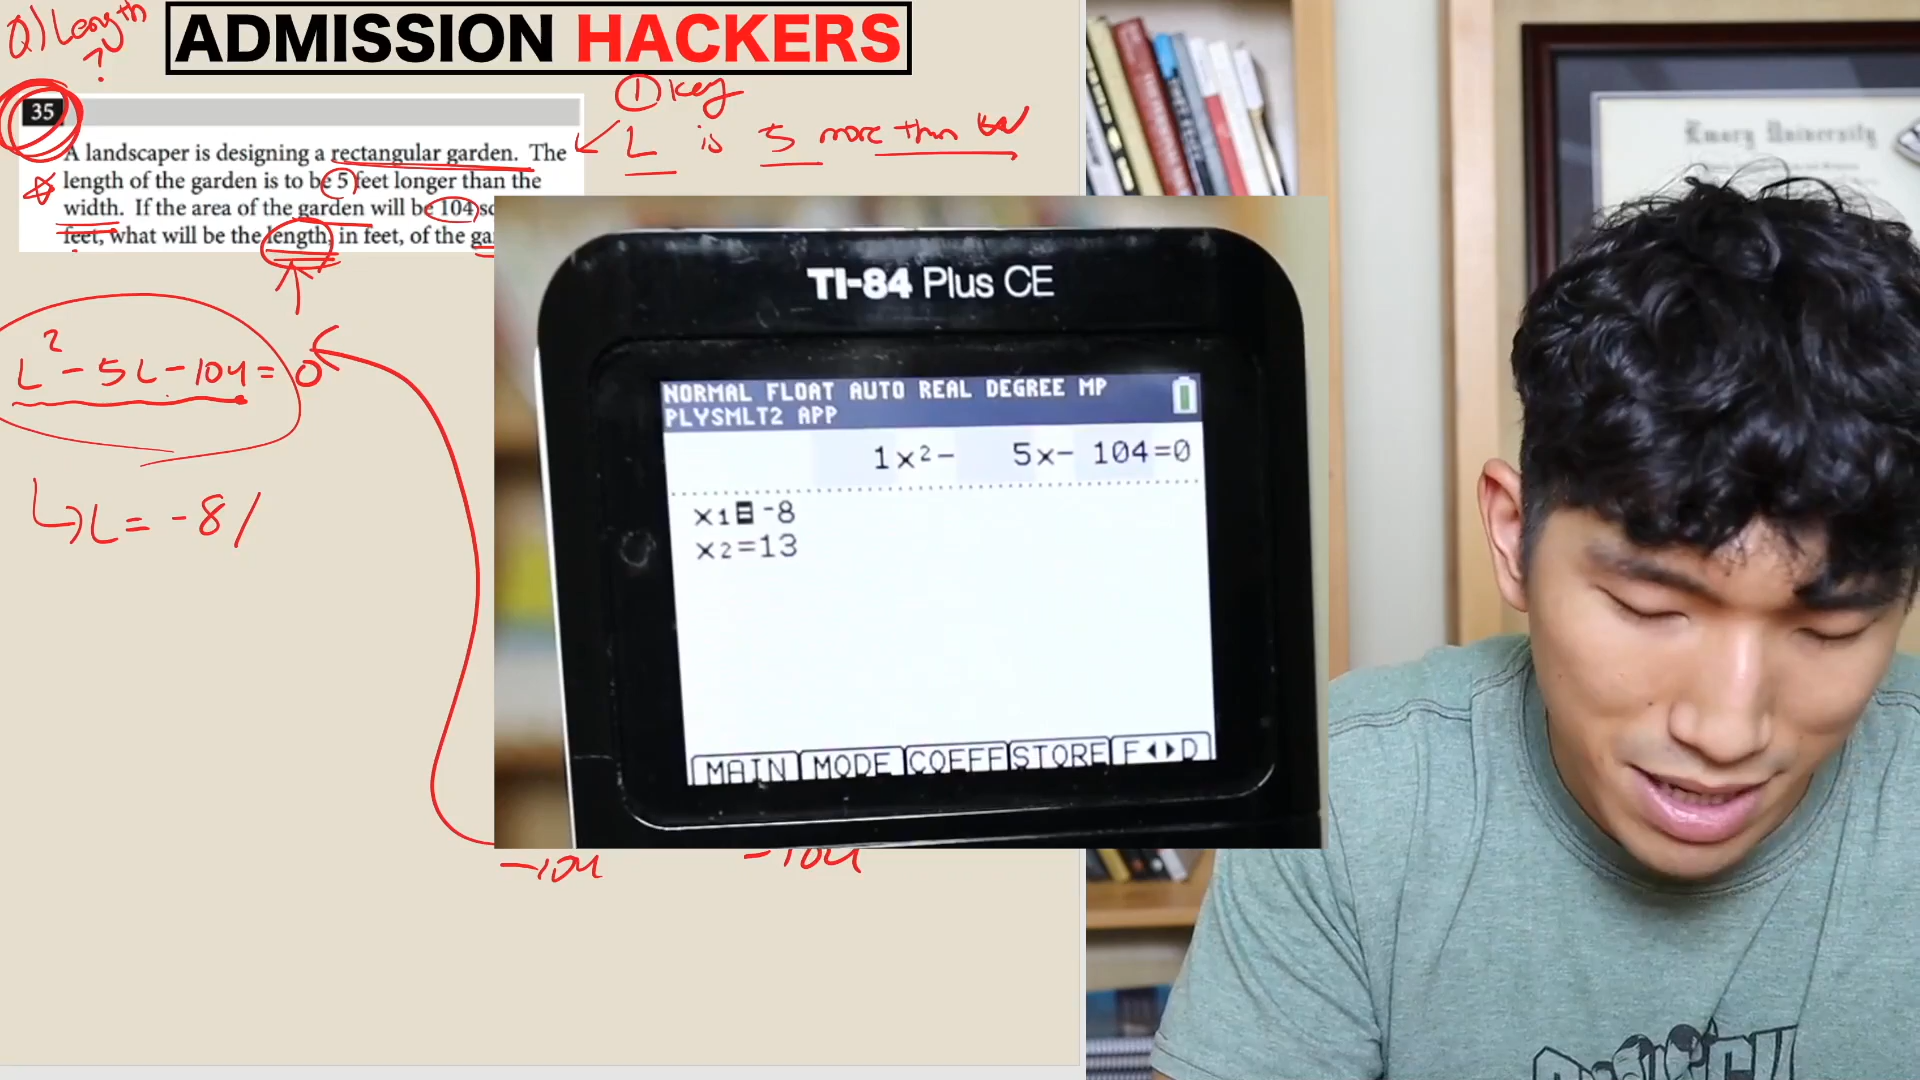 Q) Length
?
ADMISSION HACKERS
① key
L is 5 more than W
35
A landscaper is designing a rectangular garden. The
length of the garden is to be 5 feet longer than the
width. If the area of the garden will be 104
feet, what will be the length, in feet, of the
L² - 5L - 104 = 0
L = -8 /
TI-84 Plus CE
NORMAL FLOAT AUTO REAL DEGREE MP
PLYSMLT2 APP
1x²- 5x- 104=0
x1=-8
x2=13
MAIN MODE COEFF STORE F◄►D
-104 -104
Emory University